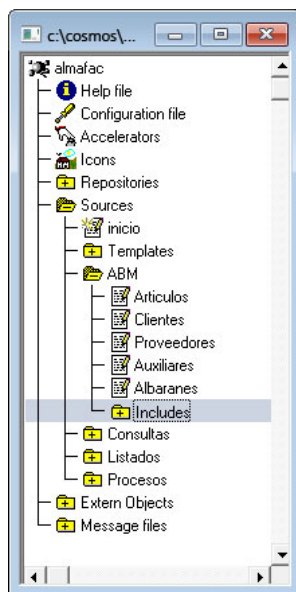 c:\cosmos\...
almafac
Help file
Configuration file
Accelerators
Icons
Repositories
Sources
inicio
Templates
ABM
Articulos
Clientes
Proveedores
Auxiliares
Albaranes
Includes
Consultas
Listados
Procesos
Extern Objects
Message files